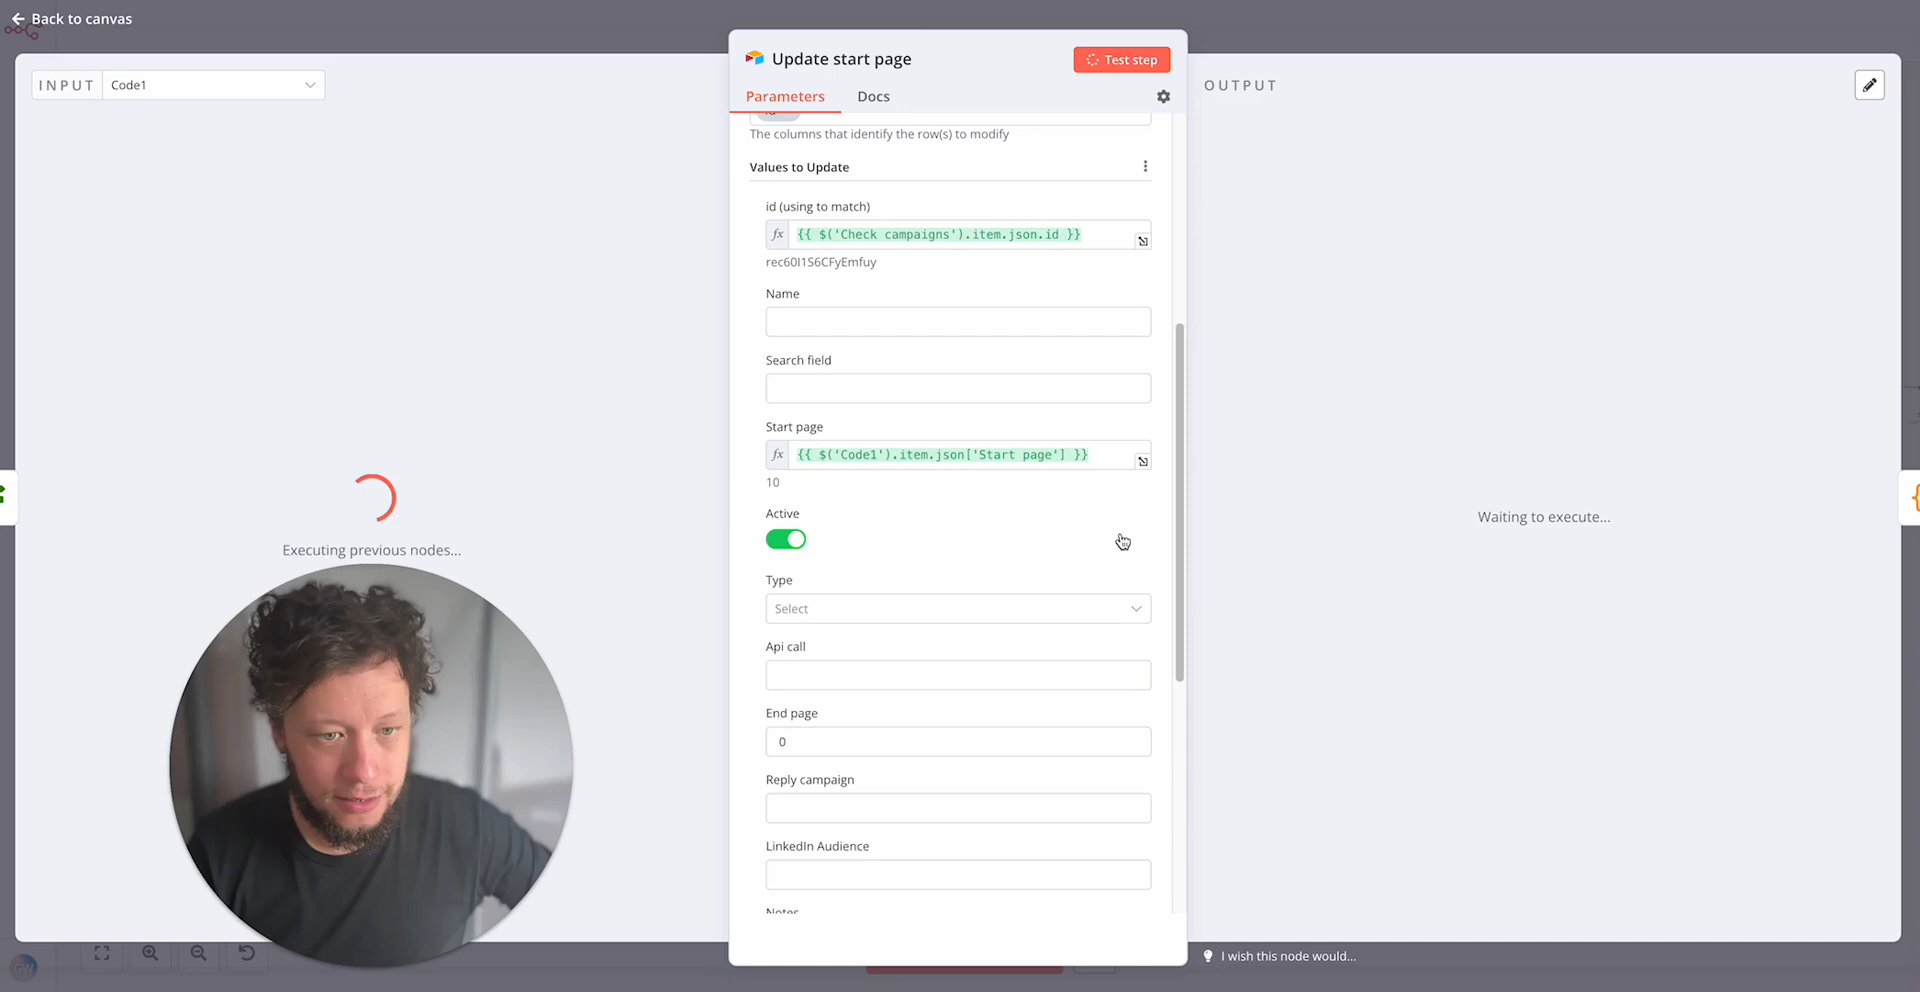 Back to canvas
INPUT Code1
Update start page
Test step
Parameters Docs
The columns that identify the row(s) to modify
Values to Update
id (using to match)
fx {{ $('Check campaigns').item.json.id }}
rec60I1S6CFyEmfuy
Name
Search field
Start page
fx {{ $('Code1').item.json['Start page'] }}
10
Active
Type
Select
Api call
End page
0
Reply campaign
LinkedIn Audience
Notes
Executing previous nodes...
OUTPUT
Waiting to execute...
GW
I wish this node would...